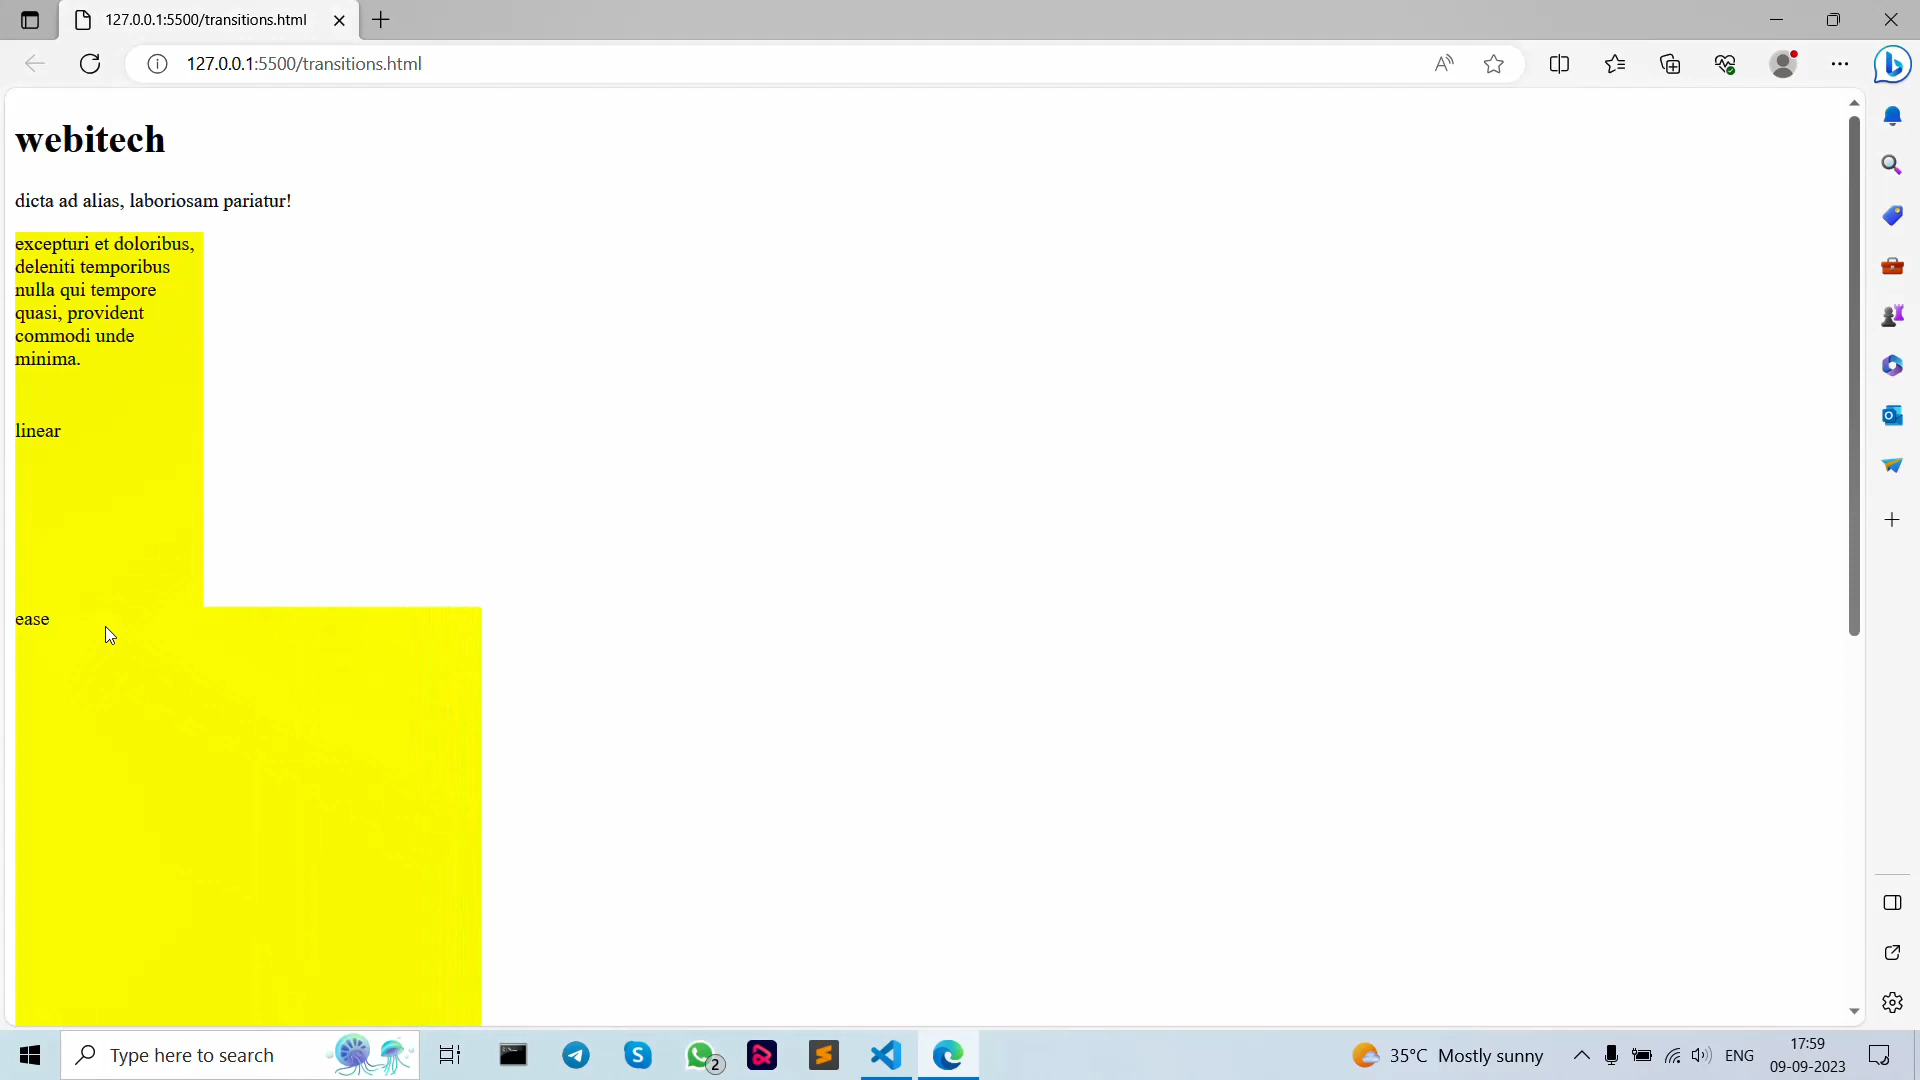 127.0.0.1:5500/transitions.html
127.0.0.1:5500/transitions.html
webitech
dicta ad alias, laboriosam pariatur!
excepturi et doloribus,
deleniti temporibus
nulla qui tempore
quasi, provident
commodi unde
minima.
linear
ease
Type here to search
2
35°C Mostly sunny
ENG
17:59
09-09-2023